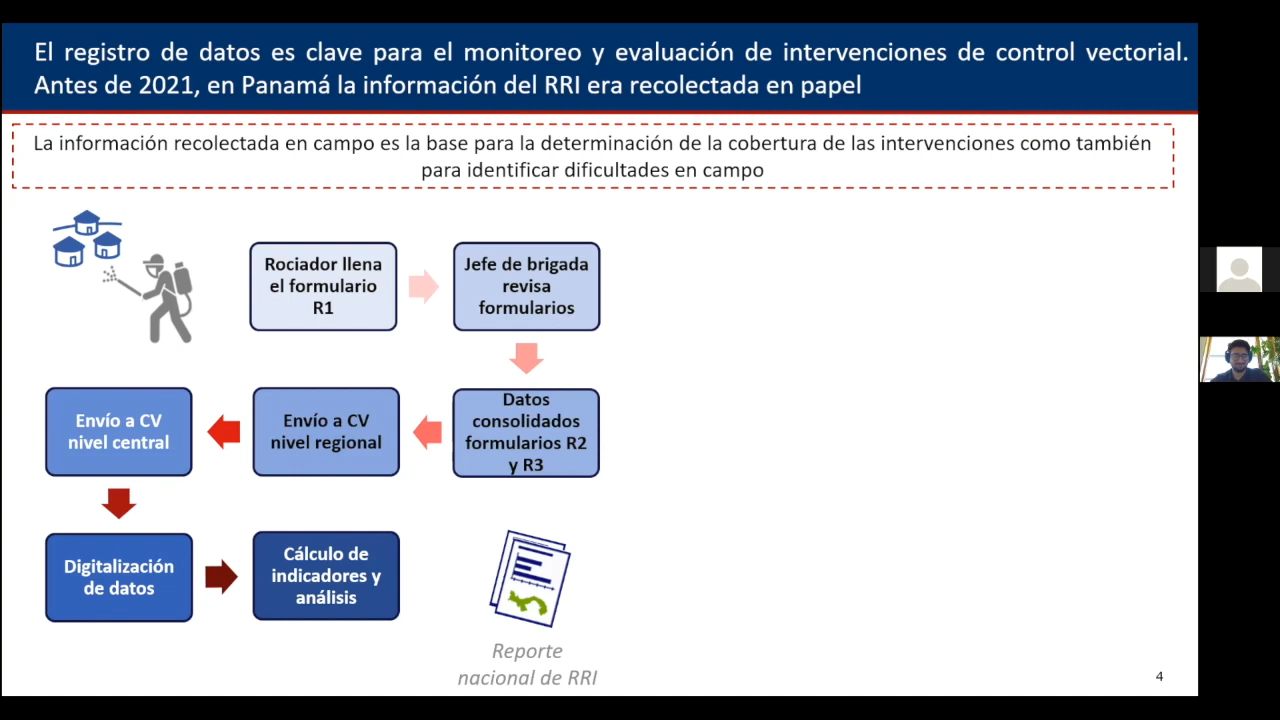 El registro de datos es clave para el monitoreo y evaluación de intervenciones de control vectorial.
Antes de 2021, en Panamá la información del RRI era recolectada en papel
La información recolectada en campo es la base para la determinación de la cobertura de las intervenciones como también
para identificar dificultades en campo
Rociador llena
el formulario
R1
Jefe de brigada
revisa
formularios
Datos
consolidados
formularios R2
y R3
Envío a CV
nivel regional
Envío a CV
nivel central
Digitalización
de datos
Cálculo de
indicadores y
análisis
Reporte
nacional de RRI
4